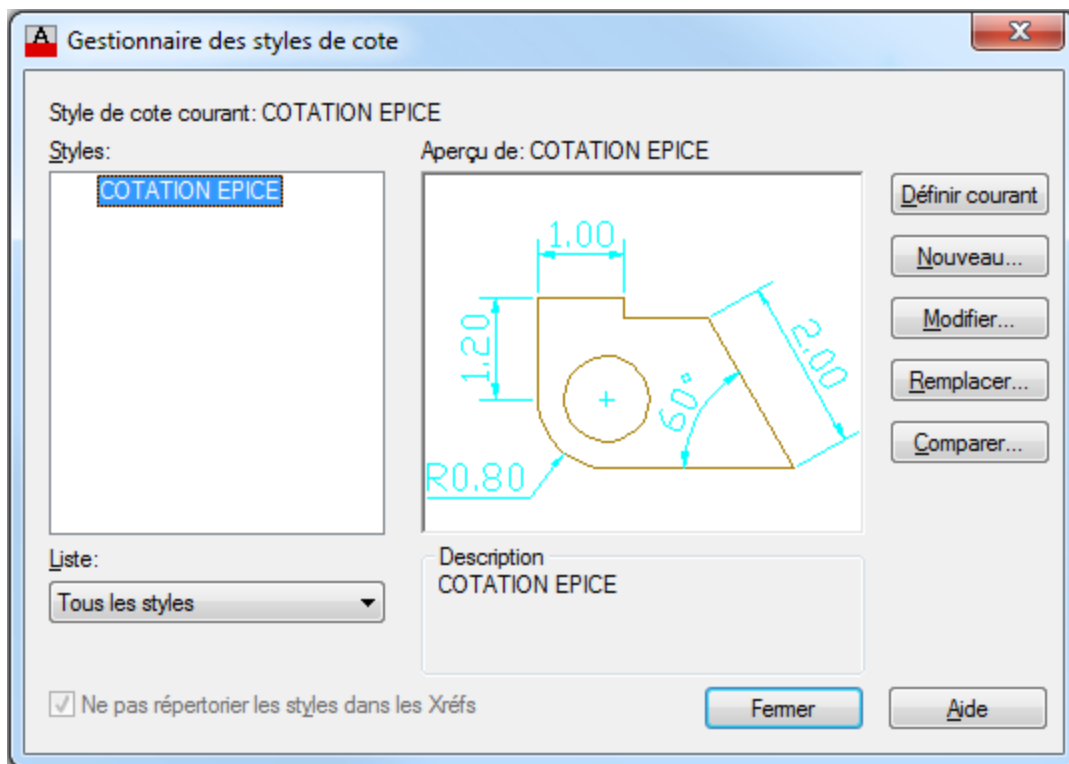 Gestionnaire des styles de cote
Style de cote courant: COTATION EPICE
Styles:
COTATION EPICE
Aperçu de: COTATION EPICE
1.00
1.20
2.00
60°
R0.80
Définir courant
Nouveau...
Modifier...
Remplacer...
Comparer...
Liste:
Tous les styles
Description
COTATION EPICE
Ne pas répertorier les styles dans les Xréfs
Fermer
Aide